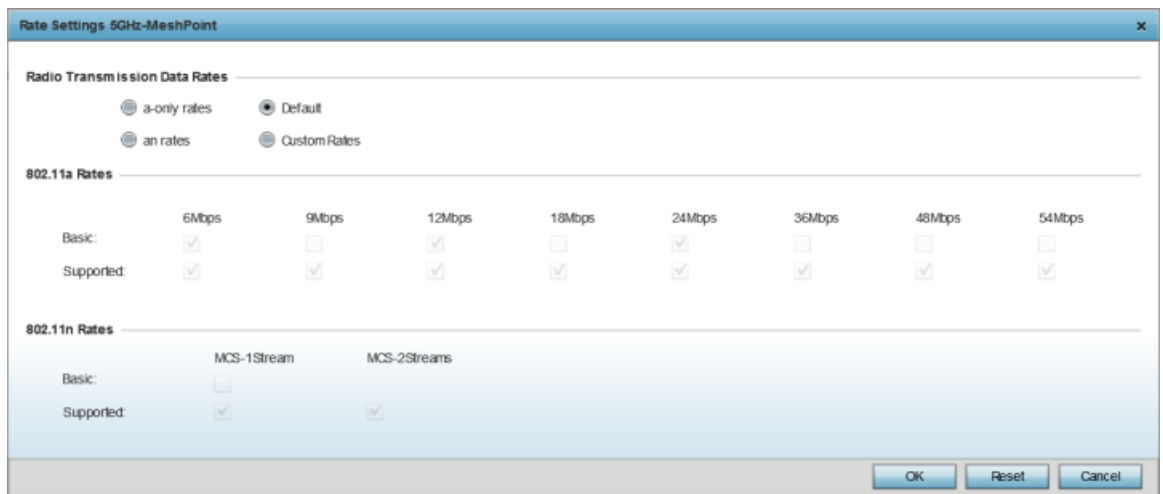 Rate Settings 5GHz-MeshPoint
Radio Transmission Data Rates
a-only rates Default
an rates Custom Rates
802.11a Rates
6Mbps 9Mbps 12Mbps 18Mbps 24Mbps 36Mbps 48Mbps 54Mbps
Basic:
Supported:
802.11n Rates
MCS-1Stream MCS-2Streams
Basic:
Supported:
OK Reset Cancel